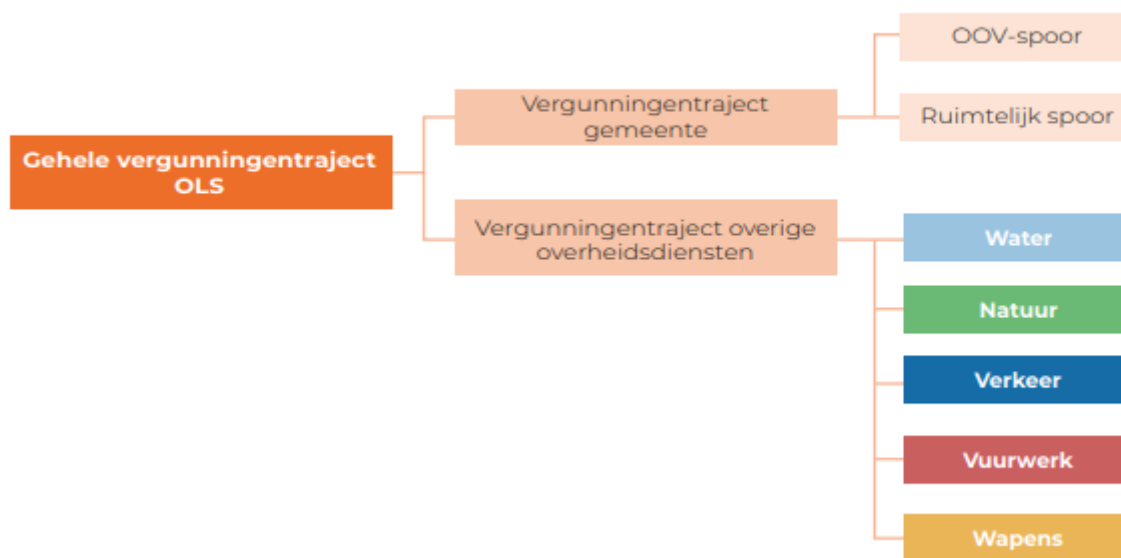 Gehele vergunningentraject
OLS
Vergunningentraject
gemeente
OOV-spoor
Ruimtelijk spoor
Vergunningentraject overige
overheidsdiensten
Water
Natuur
Verkeer
Vuurwerk
Wapens